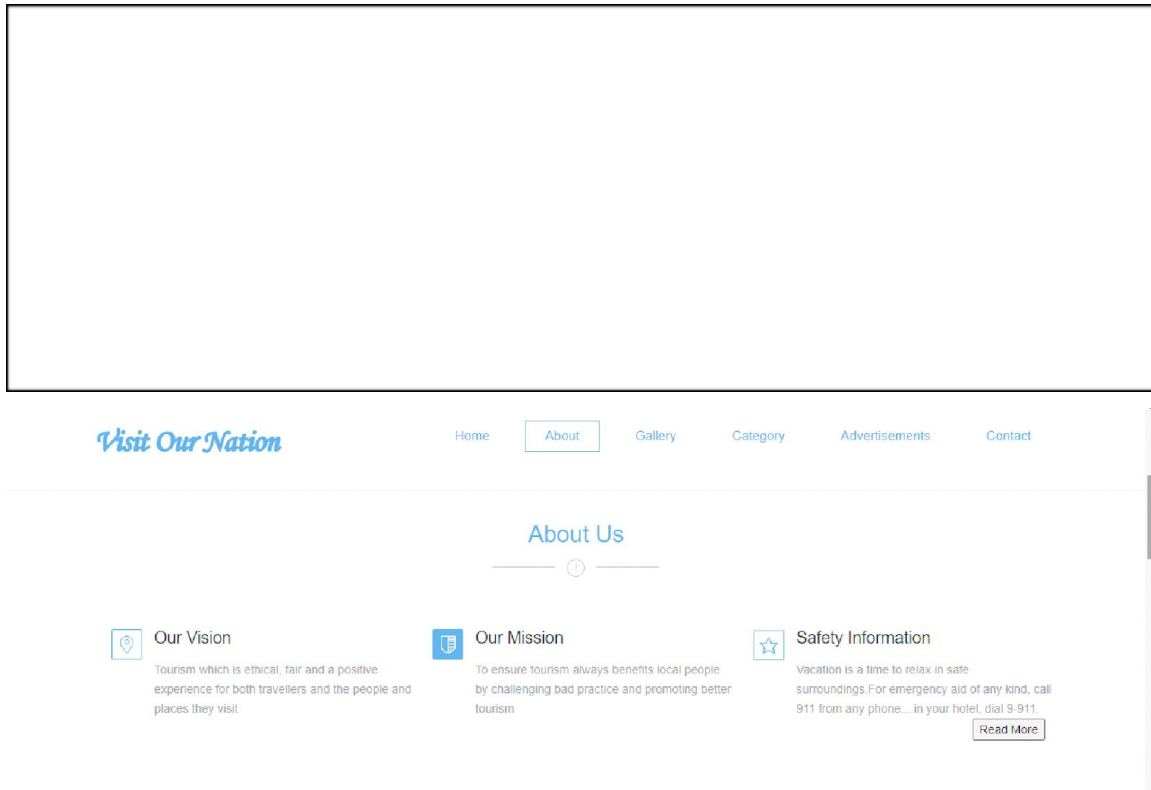 Visit Our Nation
Home About Gallery Category Advertisements Contact
About Us
Our Vision
Tourism which is ethical, fair and a positive
experience for both travellers and the people and
places they visit
Our Mission
To ensure tourism always benefits local people
by challenging bad practice and promoting better
tourism
Safety Information
Vacation is a time to relax in safe
surroundings.For emergency aid of any kind, call
911 from any phone... in your hotel, dial 9-911.
Read More